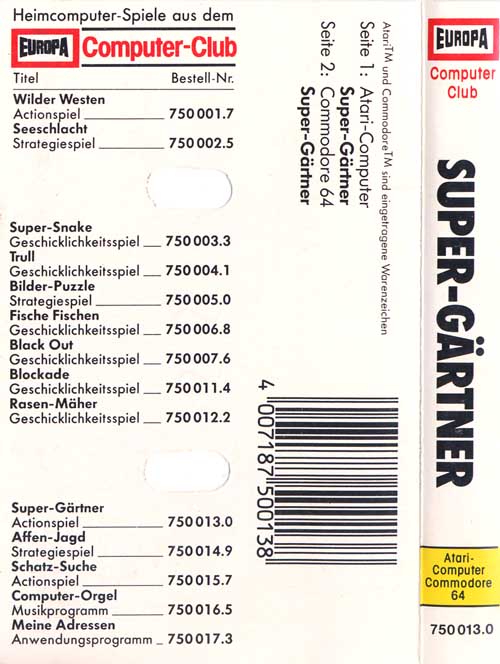 Heimcomputer-Spiele aus dem
EUROPA Computer-Club
Titel Bestell-Nr.
Wilder Westen
Actionspiel 750 001.7
Seeschlacht
Strategiespiel 750 002.5
Super-Snake
Geschicklichkeitsspiel 750 003.3
Trull
Geschicklichkeitsspiel 750 004.1
Bilder-Puzzle
Strategiespiel 750 005.0
Fische Fischen
Geschicklichkeitsspiel 750 006.8
Black Out
Geschicklichkeitsspiel 750 007.6
Blockade
Geschicklichkeitsspiel 750 011.4
Rasen-Mäher
Geschicklichkeitsspiel 750 012.2
Super-Gärtner
Actionspiel 750 013.0
Affen-Jagd
Strategiespiel 750 014.9
Schatz-Suche
Actionspiel 750 015.7
Computer-Orgel
Musikprogramm 750 016.5
Meine Adressen
Anwendungsprogramm 750 017.3
Atari™ und Commodore™ sind eingetragene Warenzeichen
Seite 1: Atari-Computer
Super-Gärtner
Seite 2: Commodore 64
Super-Gärtner
4 007187 500138
EUROPA
Computer
Club
SUPER-GÄRTNER
Atari-
Computer
Commodore
64
750 013.0